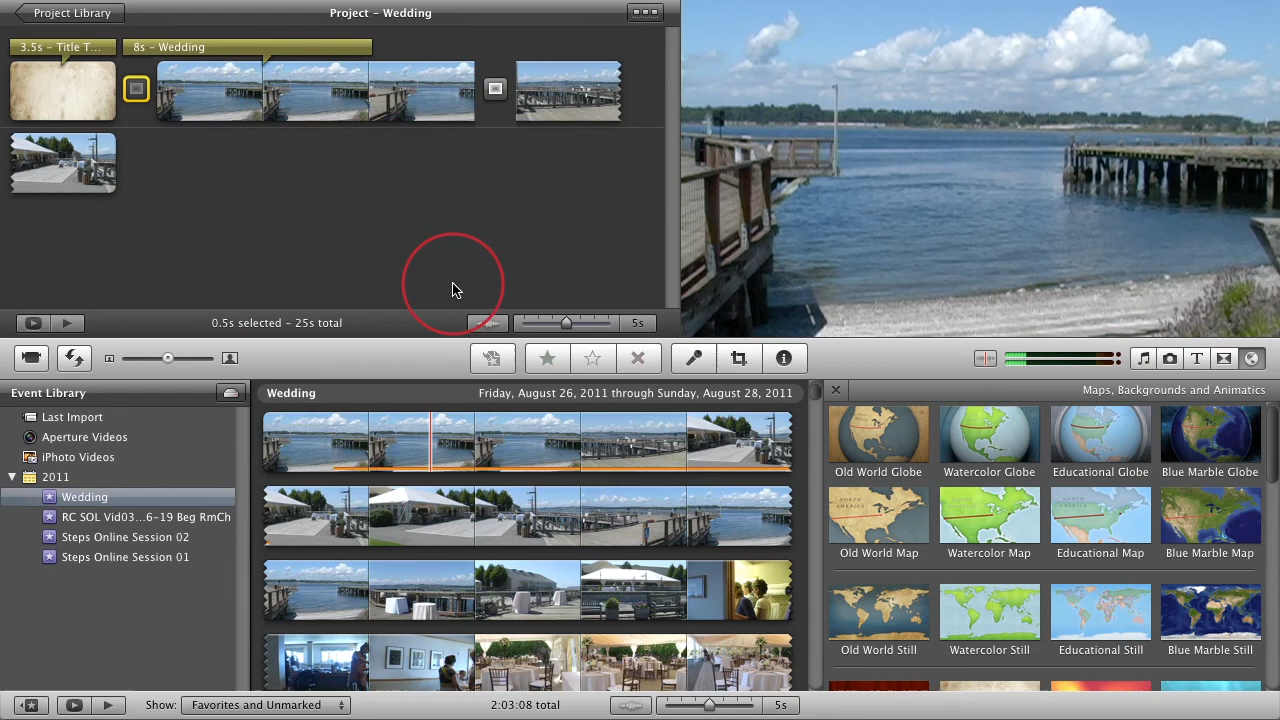 Project Library
Project – Wedding
3.5s – Title T...
8s – Wedding
0.5s selected – 25s total
5s
Event Library
Last Import
Aperture Videos
iPhoto Videos
2011
Wedding
RC SOL Vid03...6–19 Beg RmCh
Steps Online Session 02
Steps Online Session 01
Wedding
Friday, August 26, 2011 through Sunday, August 28, 2011
Maps, Backgrounds and Animatics
Old World Globe
Watercolor Globe
Educational Globe
Blue Marble Globe
NORTH AMERICA
Old World Map
Watercolor Map
Educational Map
Blue Marble Map
Old World Still
Watercolor Still
Educational Still
Blue Marble Still
Show:
Favorites and Unmarked
2:03:08 total
5s